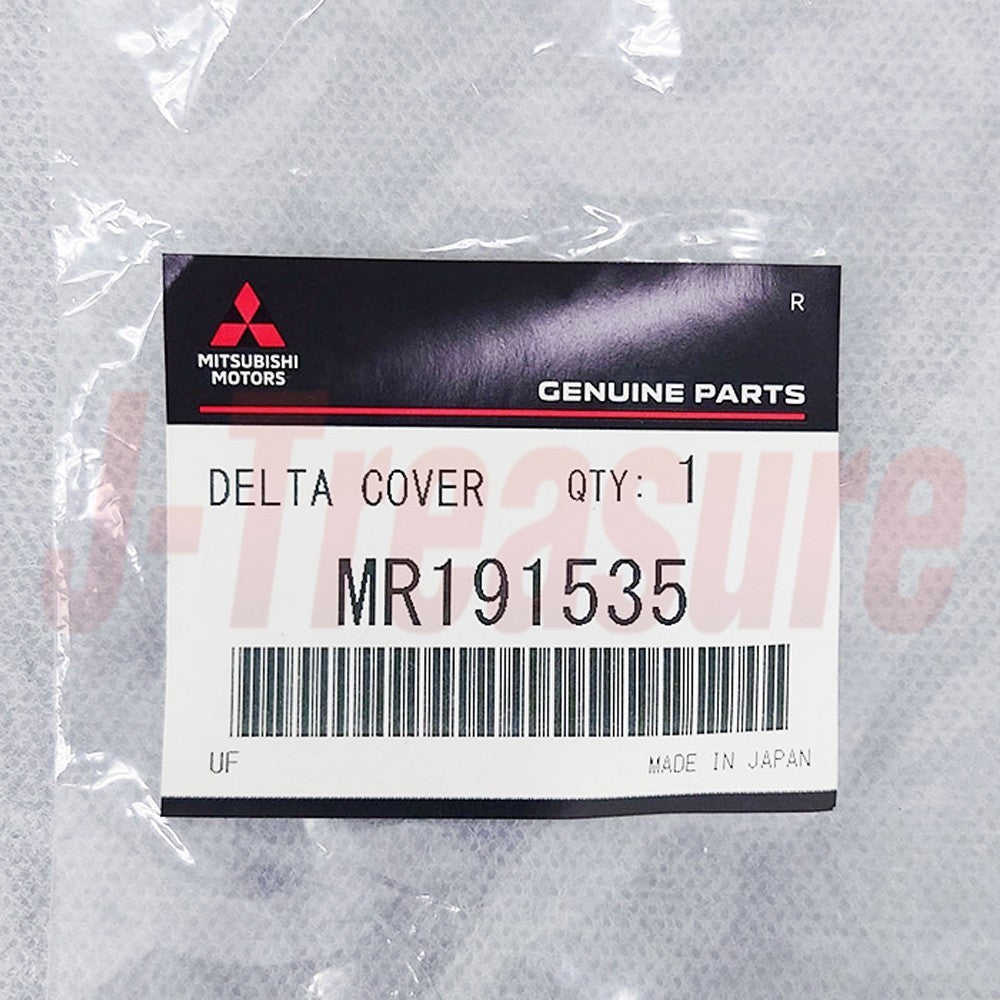 R
MITSUBISHI
MOTORS
GENUINE PARTS
DELTA COVER QTY: 1
MR191535
UF MADE IN JAPAN
J-Treasure